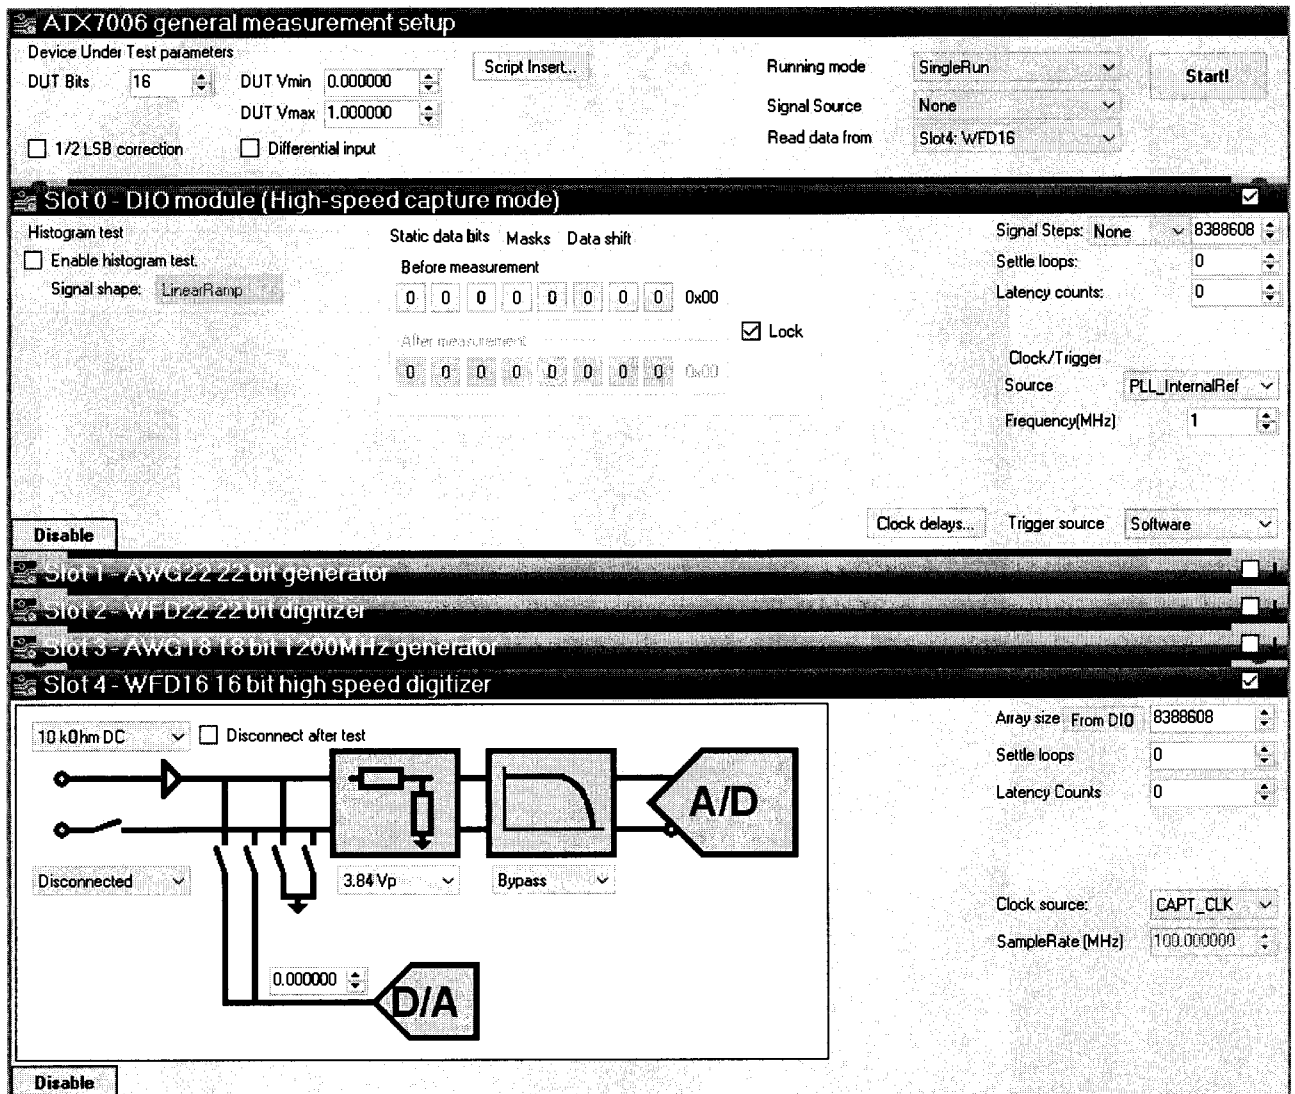 ATX7006 general measurement setup
Device Under Test parameters
DUT Bits 16 DUT Vmin 0.000000 Script Insert... Running mode SingleRun Start!
DUT Vmax 1.000000 Signal Source None
1/2 LSB correction Differential input Read data from Slot4: WFD16
Slot 0 - DIO module (High-speed capture mode)
Histogram test Static data bits Masks Data shift Signal Steps: None 8388608
Enable histogram test. Before measurement Settle loops: 0
Signal shape: LinearRamp 0 0 0 0 0 0 0 0 0x00 Latency counts: 0
After measurement Lock
0 0 0 0 0 0 0 0 0x00 Clock/Trigger
Source PLL_InternalRef
Frequency(MHz) 1
Disable Clock delays... Trigger source Software
Slot 1 - AWG22 22 bit generator
Slot 2 - WFD22 22 bit digitizer
Slot 3 - AWG18 18 bit 1200MHz generator
Slot 4 - WFD16 16 bit high speed digitizer
10 kOhm DC Disconnect after test Array size From DIO 8388608
Settle loops 0
A/D Latency Counts 0
Disconnected 3.84 Vp Bypass
Clock source: CAPT_CLK
SampleRate (MHz) 100.000000
0.000000 D/A
Disable